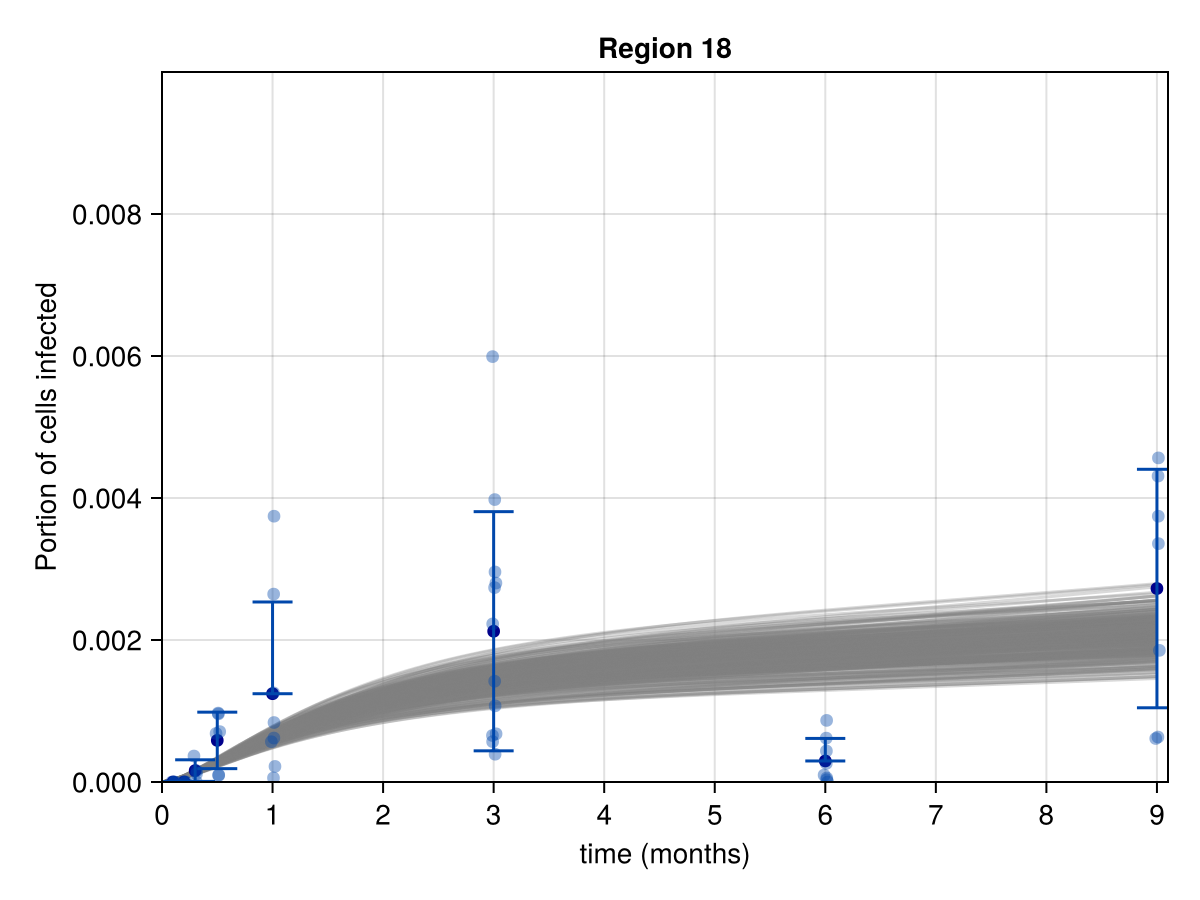 Region 18
Portion of cells infected
0.008
0.006
0.004
0.002
0.000
0 1 2 3 4 5 6 7 8 9
time (months)